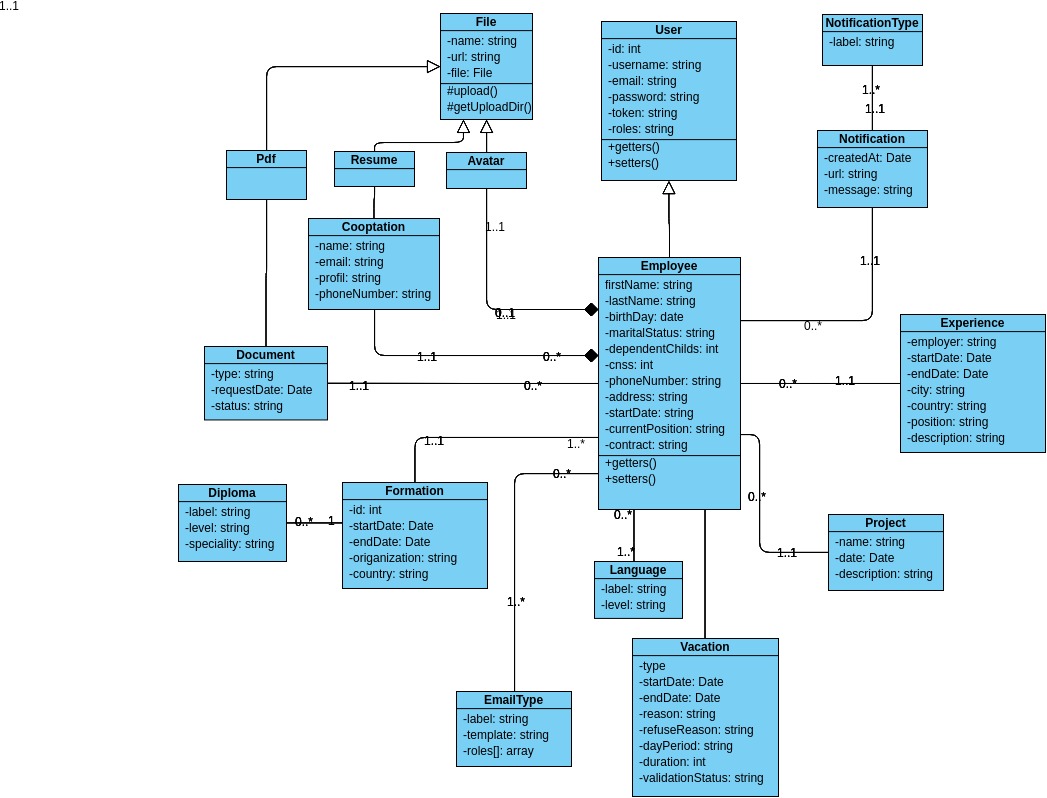 1..1
File
-name: string
-url: string
-file: File
#upload()
#getUploadDir()
User
-id: int
-username: string
-email: string
-password: string
-token: string
-roles: string
+getters()
+setters()
NotificationType
-label: string
1..*
1..1
Notification
-createdAt: Date
-url: string
-message: string
Pdf
Resume
Avatar
1..1
Cooptation
-name: string
-email: string
-profil: string
-phoneNumber: string
Employee
firstName: string
-lastName: string
-birthDay: date
-maritalStatus: string
-dependentChilds: int
-cnss: int
-phoneNumber: string
-address: string
-startDate: string
-currentPosition: string
-contract: string
+getters()
+setters()
1..1
0..*
1..1
0..*
Experience
-employer: string
-startDate: Date
-endDate: Date
-city: string
-country: string
-position: string
-description: string
Document
-type: string
-requestDate: Date
-status: string
1..1
0..*
0..*
1..1
1..1
1..*
0..*
Diploma
-label: string
-level: string
-speciality: string
0..*
1
Formation
-id: int
-startDate: Date
-endDate: Date
-origanization: string
-country: string
0..*
1..*
0..*
1..1
Project
-name: string
-date: Date
-description: string
Language
-label: string
-level: string
1..*
Vacation
-type
-startDate: Date
-endDate: Date
-reason: string
-refuseReason: string
-dayPeriod: string
-duration: int
-validationStatus: string
EmailType
-label: string
-template: string
-roles[]: array